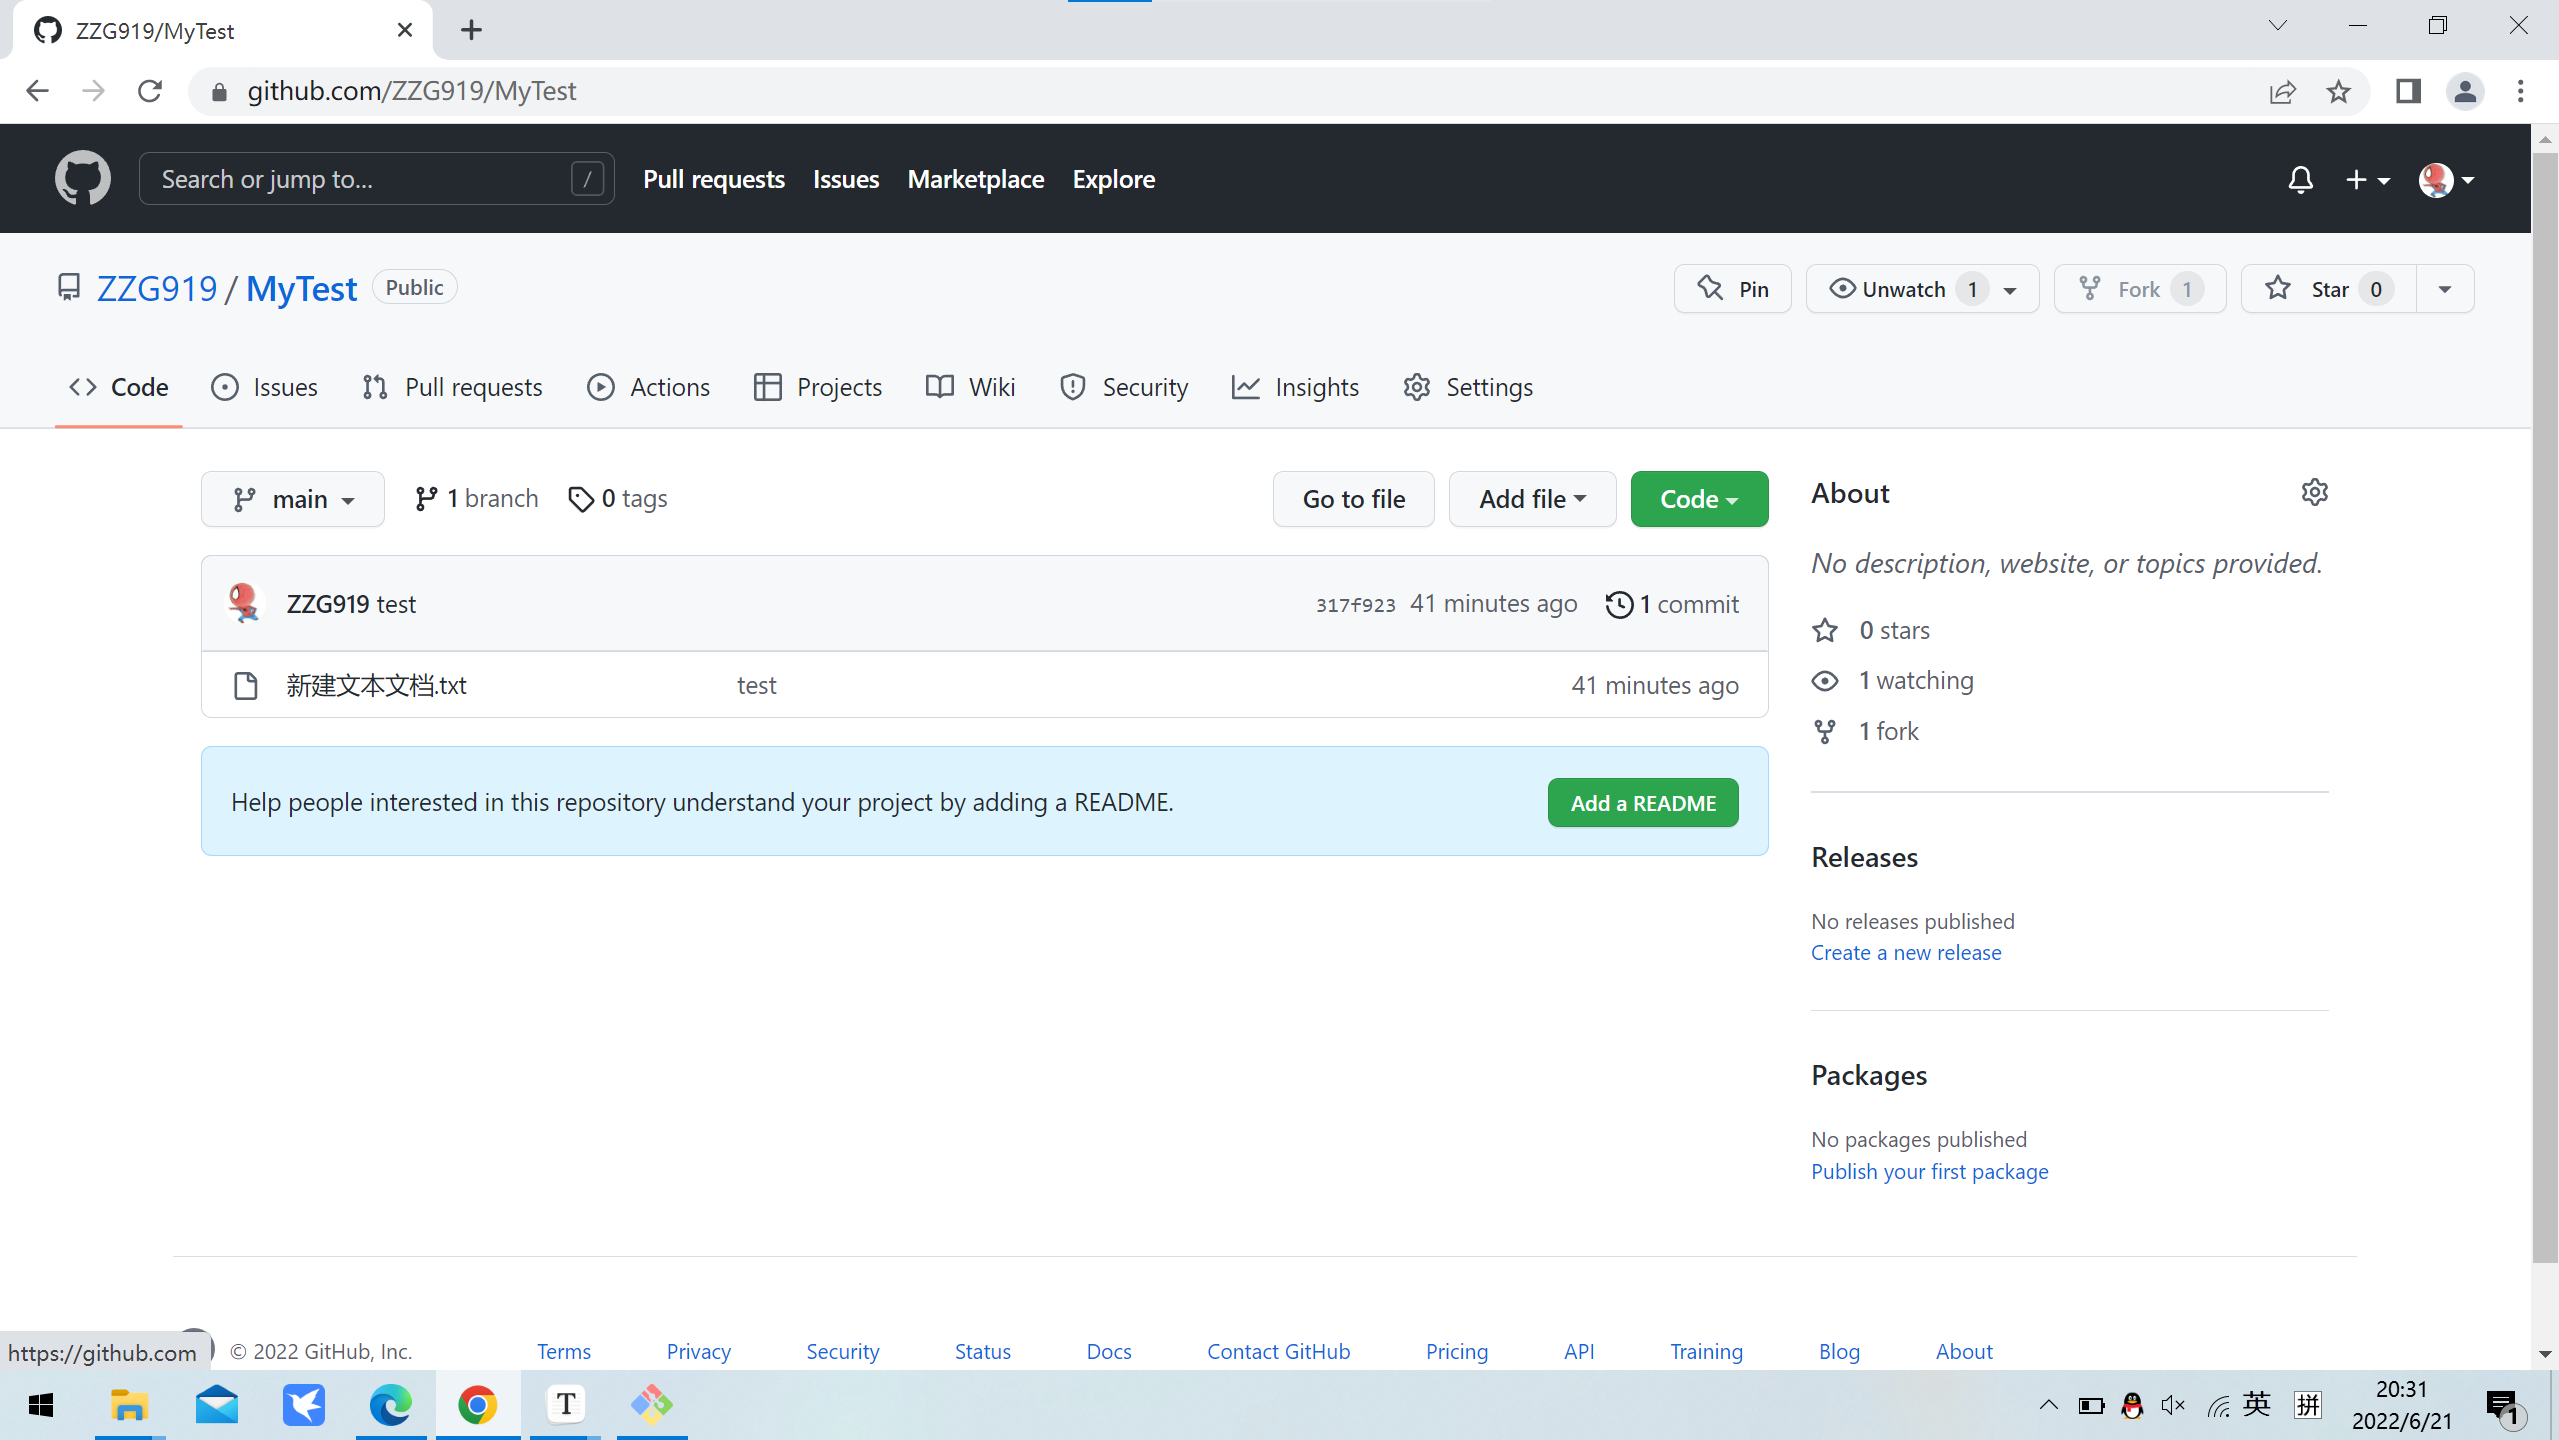 ZZG919/MyTest
github.com/ZZG919/MyTest
Search or jump to... / Pull requests Issues Marketplace Explore
ZZG919 / MyTest Public Pin Unwatch 1 Fork 1 Star 0
Code Issues Pull requests Actions Projects Wiki Security Insights Settings
main 1 branch 0 tags Go to file Add file Code
ZZG919 test 317f923 41 minutes ago 1 commit
新建文本文档.txt test 41 minutes ago
Help people interested in this repository understand your project by adding a README. Add a README
About
No description, website, or topics provided.
0 stars
1 watching
1 fork
Releases
No releases published
Create a new release
Packages
No packages published
Publish your first package
https://github.com © 2022 GitHub, Inc. Terms Privacy Security Status Docs Contact GitHub Pricing API Training Blog About
T 英 拼 20:31
2022/6/21 1